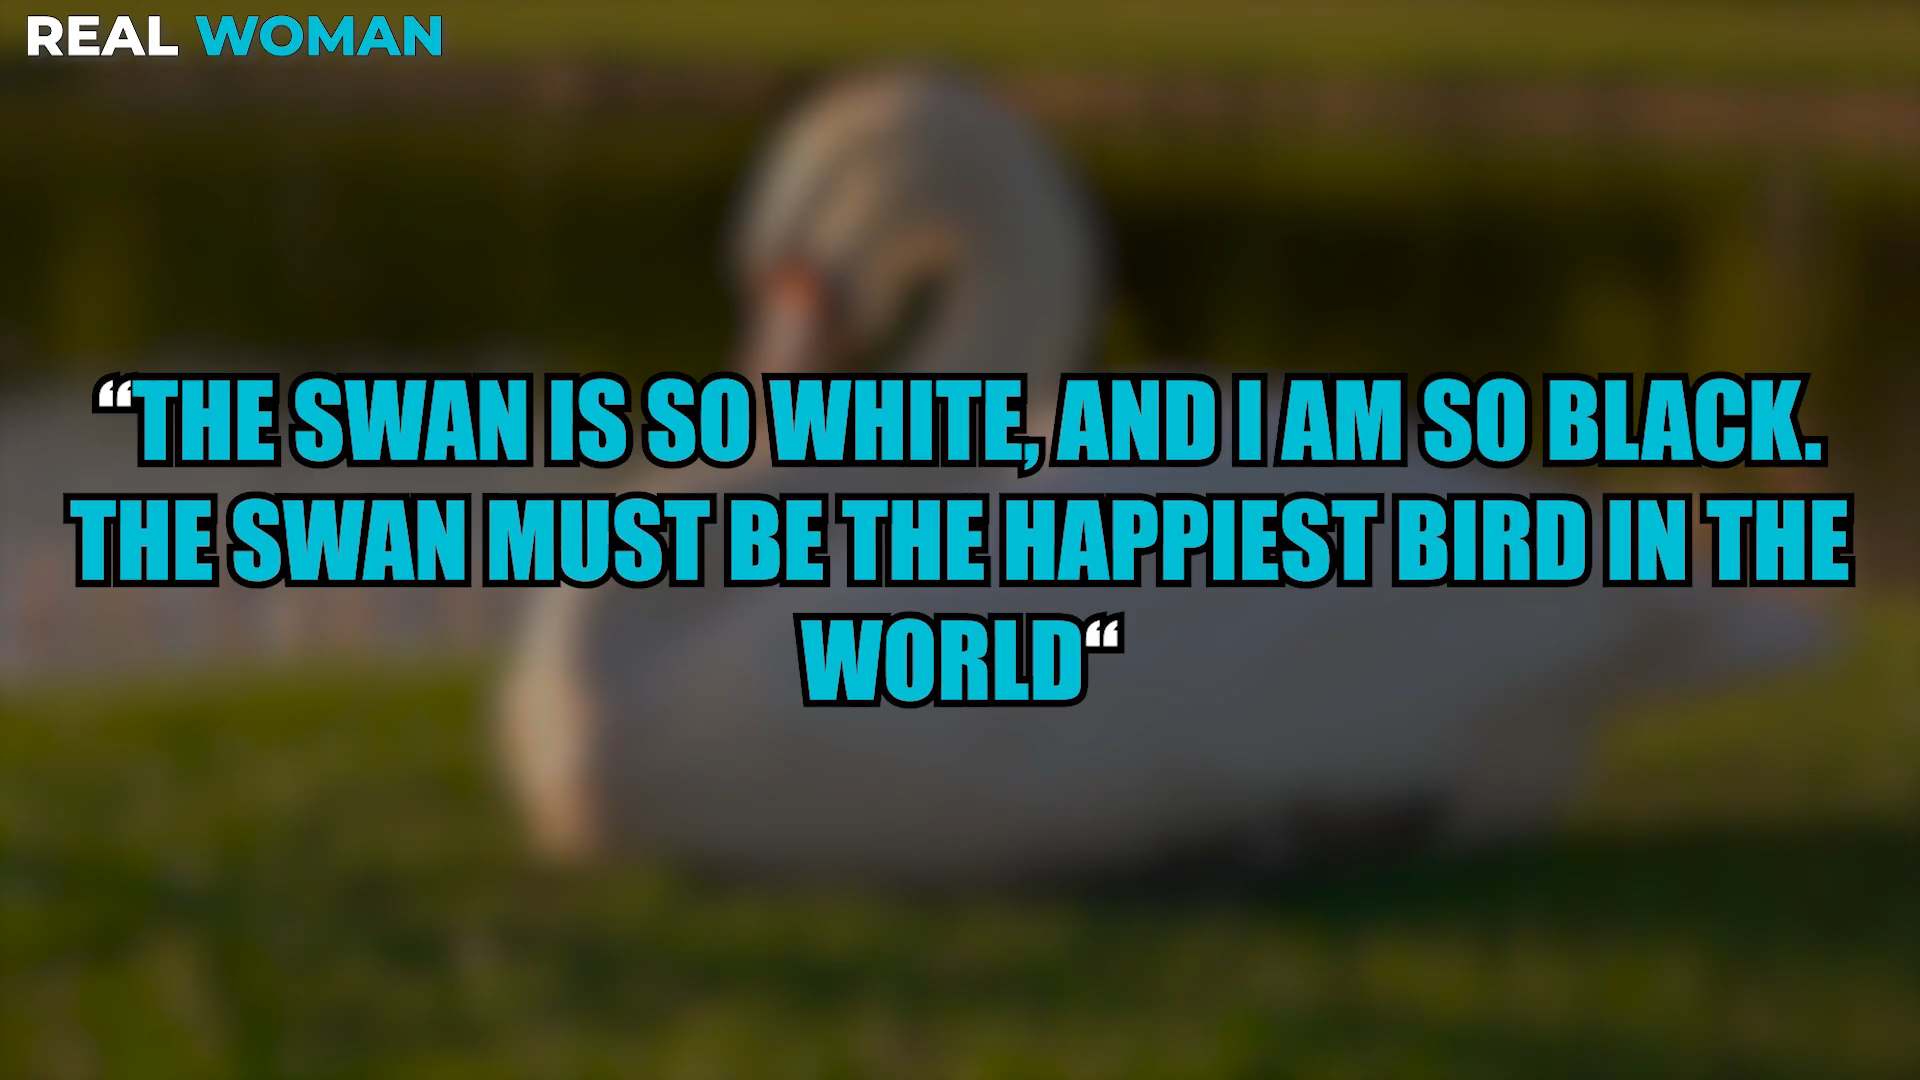 REAL WOMAN
“THE SWAN IS SO WHITE, AND I AM SO BLACK.
THE SWAN MUST BE THE HAPPIEST BIRD IN THE
WORLD“